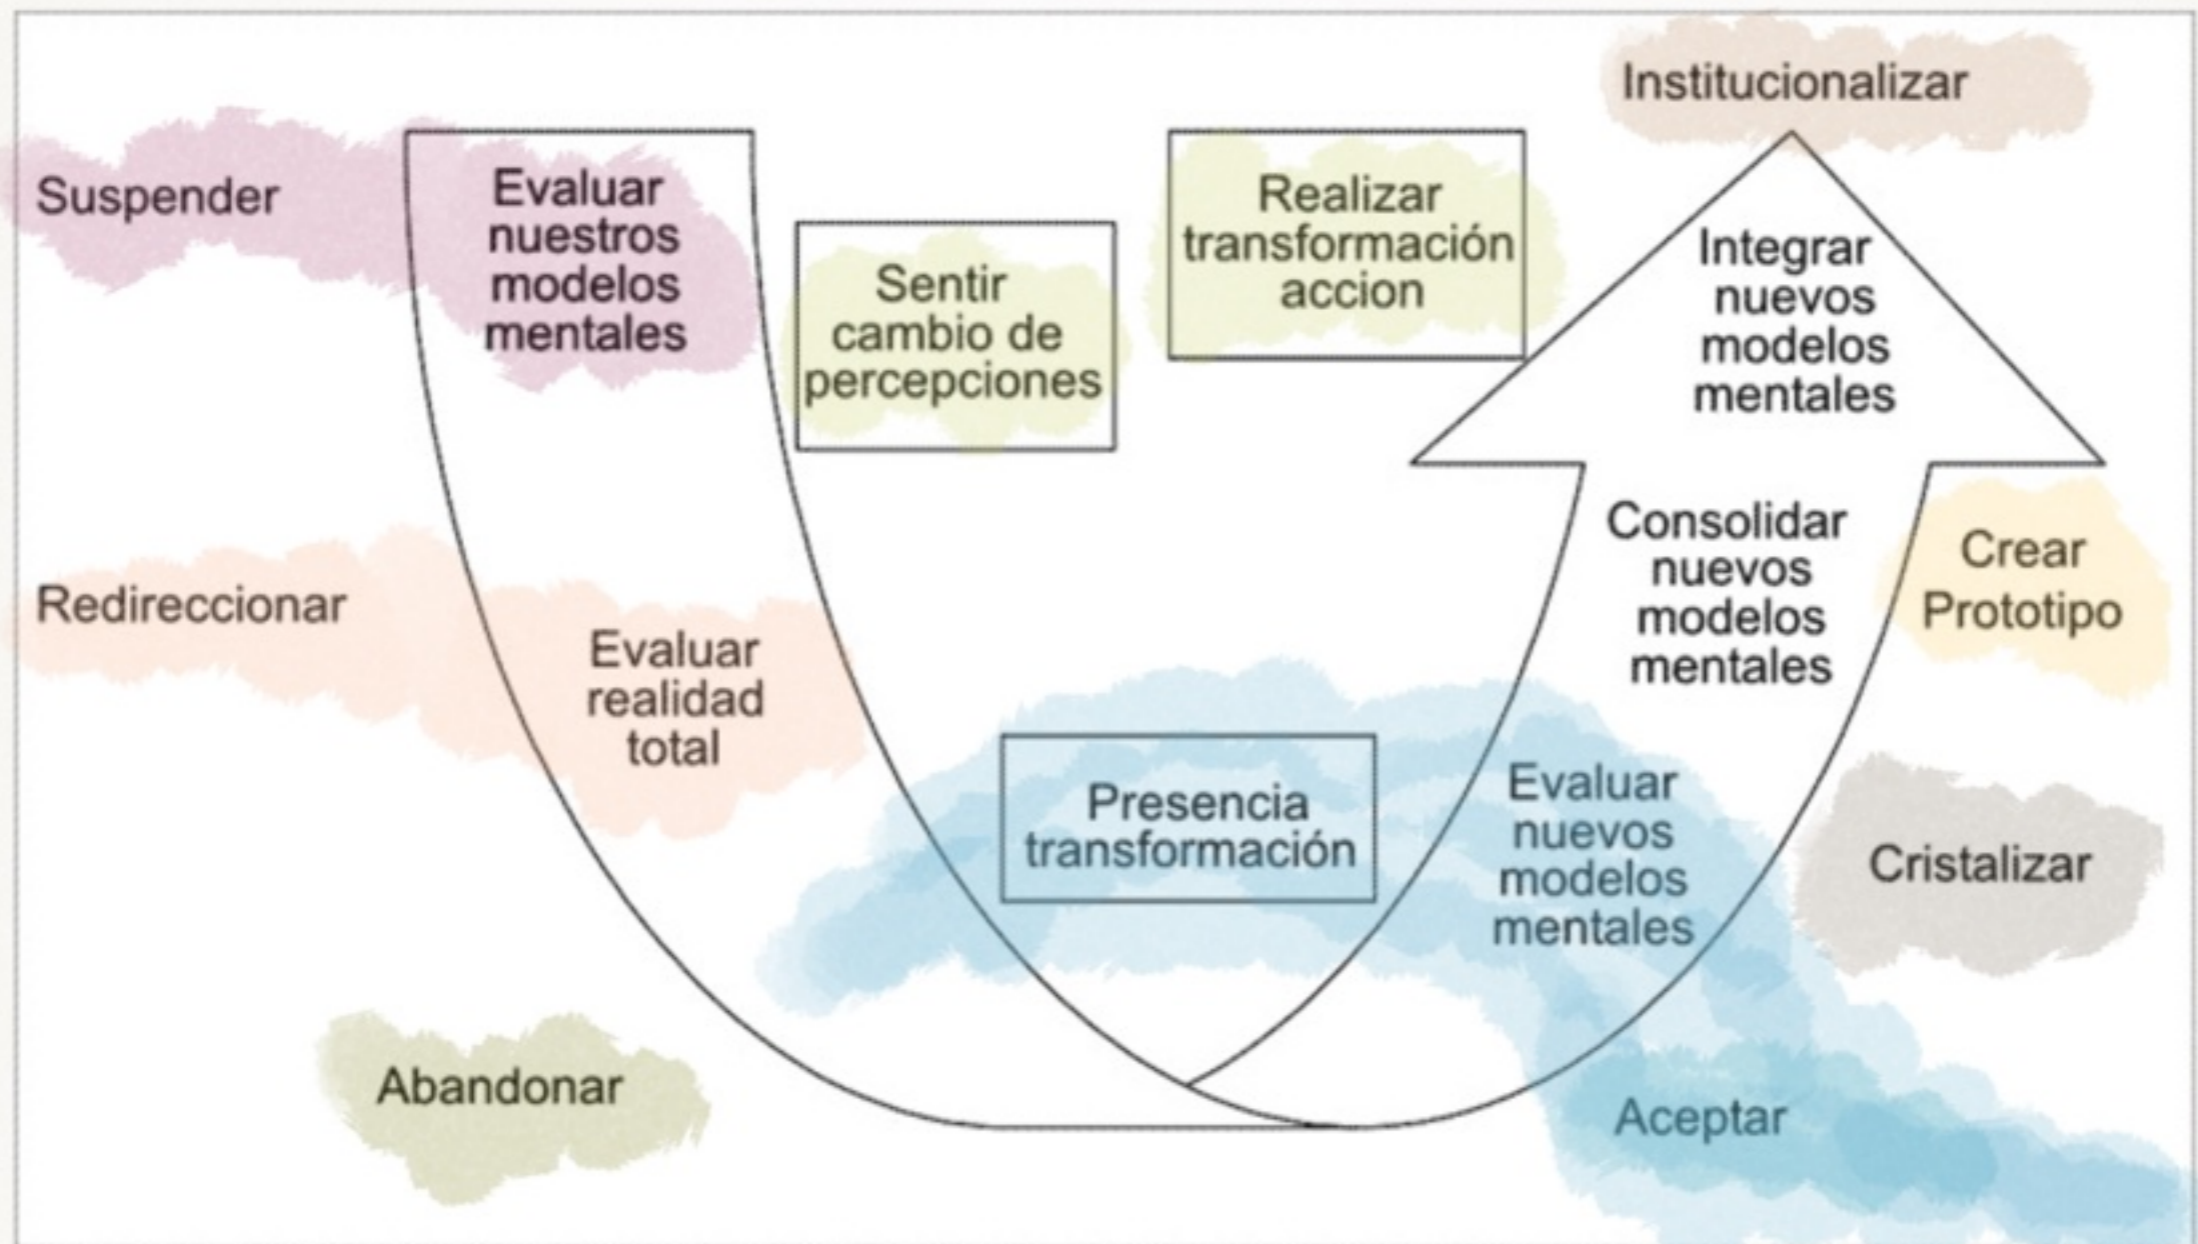 Institucionalizar
Suspender
Evaluar
nuestros
modelos
mentales
Sentir
cambio de
percepciones
Realizar
transformación
accion
Integrar
nuevos
modelos
mentales
Redireccionar
Evaluar
realidad
total
Consolidar
nuevos
modelos
mentales
Crear
Prototipo
Presencia
transformación
Evaluar
nuevos
modelos
mentales
Cristalizar
Abandonar
Aceptar